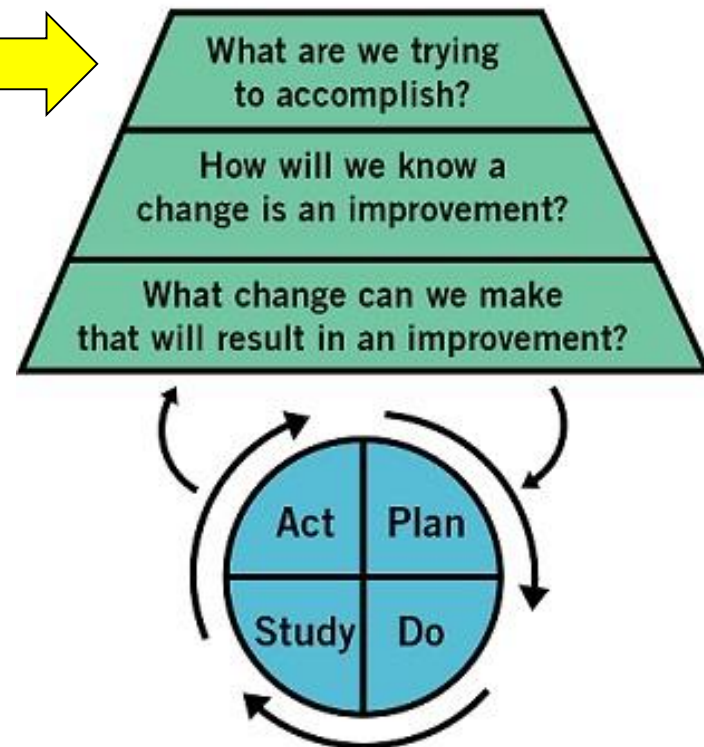 What are we trying
to accomplish?
How will we know a
change is an improvement?
What change can we make
that will result in an improvement?
Act
Plan
Study
Do